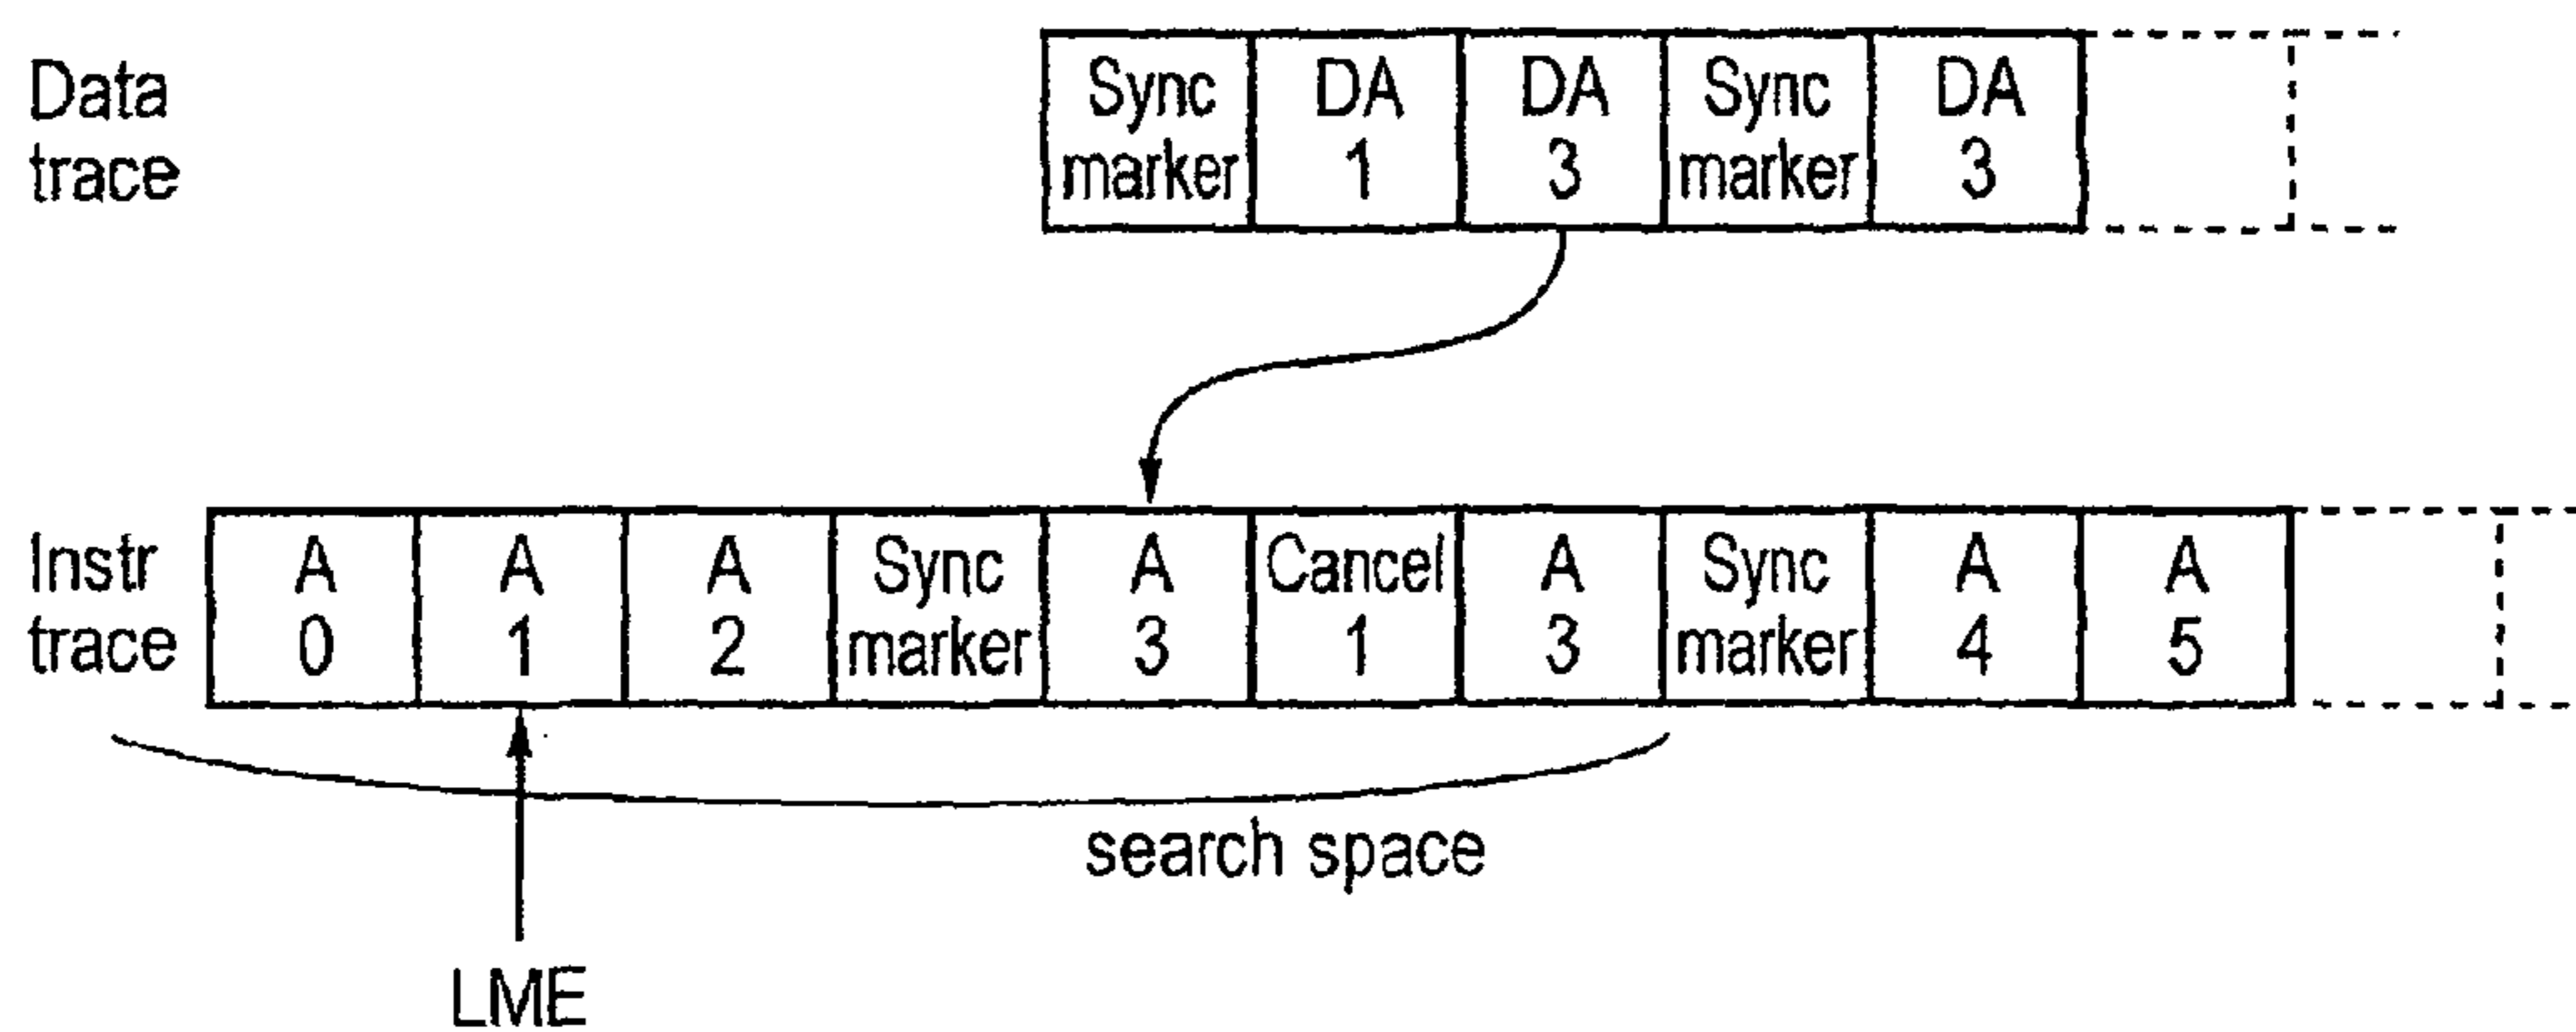 Data trace
Sync marker
DA 1
DA 3
Sync marker
DA 3
Instr trace
A 0
A 1
A 2
Sync marker
A 3
Cancel 1
A 3
Sync marker
A 4
A 5
search space
LME